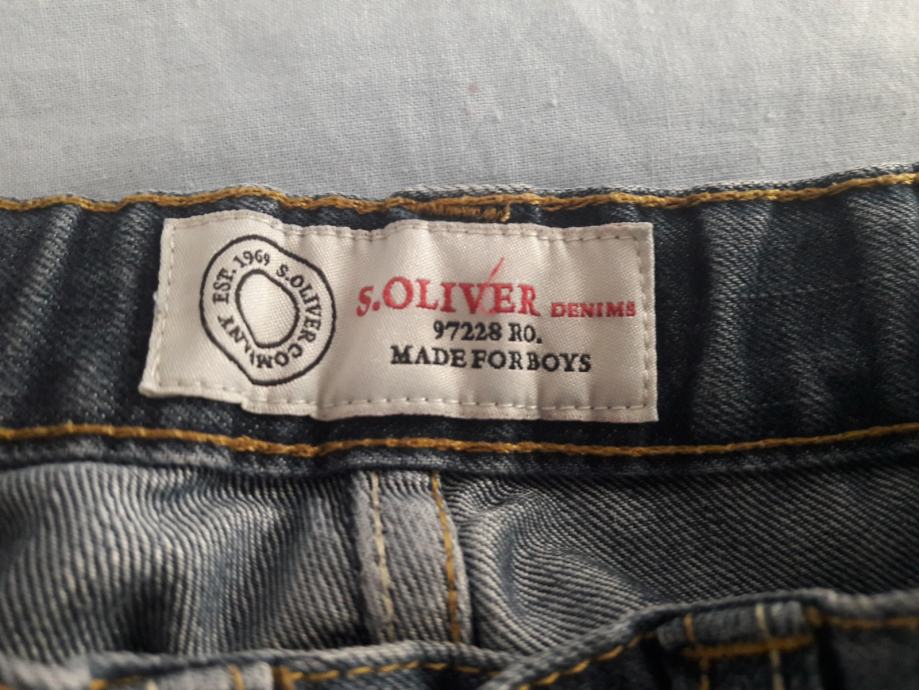 EST. 1969 S.OLIVER COMPANY
S.OLIVER DENIMS
97228 RO.
MADE FOR BOYS